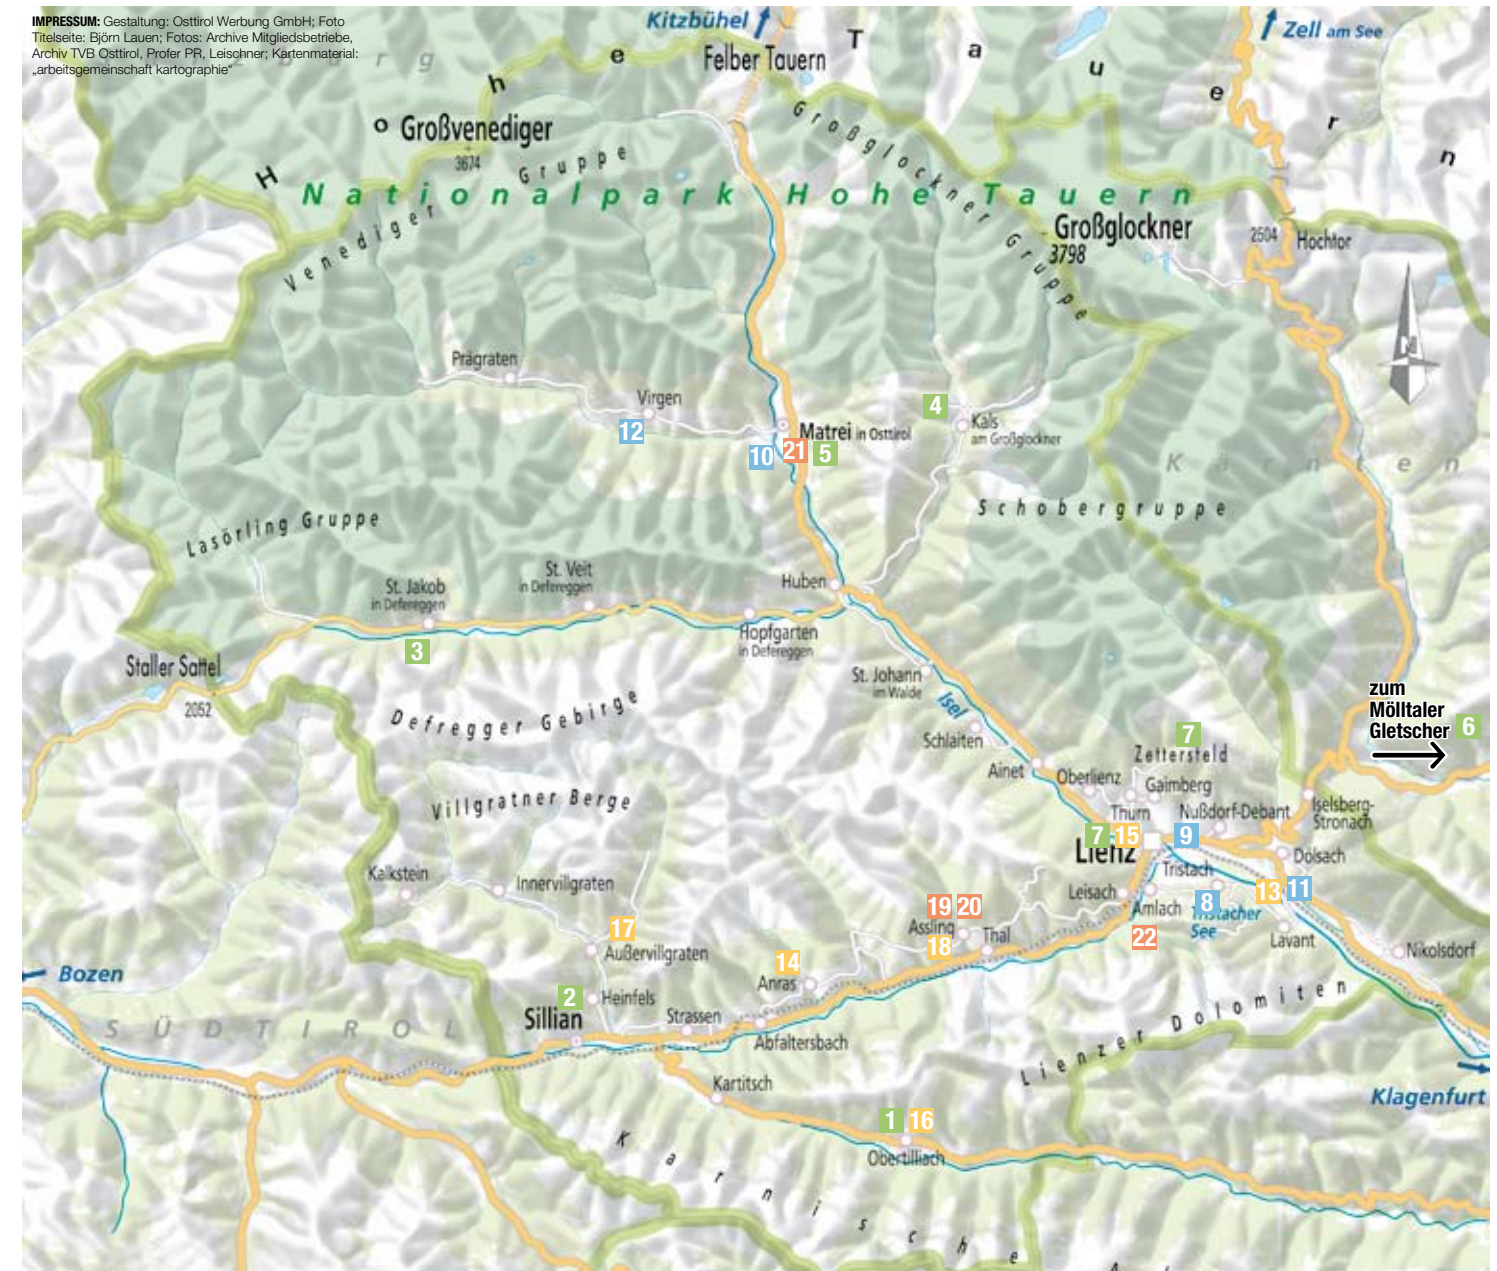 IMPRESSUM: Gestaltung: Osttirol Werbung GmbH; Foto
Titelseite: Björn Lauen; Fotos: Archive Mitgliedsbetriebe,
Archiv TVB Osttirol, Profer PR, Leischner; Kartenmaterial:
„arbeitsgemeinschaft kartographie“
Kitzbühel
Zell am See
Felber Tauern
Hohe Tauern
Großvenediger
3674
Venediger Gruppe
Großglockner Gruppe
Nationalpark Hohe Tauern
Großglockner
3798
2504
Hochtor
N
Prägraten
Virgen
12
Matrei in Osttirol
10
21
5
4
Kals
am Großglockner
Kärnten
Schobergruppe
Lasörling Gruppe
St. Jakob
in Defereggen
3
St. Veit
in Defereggen
Huben
Hopfgarten
in Defereggen
Staller Sattel
2052
St. Johann
im Walde
Isel
Defregger Gebirge
Schlaiten
Ainet
zum
Mölltaler
Gletscher
6
7
Zettersfeld
Oberlienz
Gaimberg
Thurn
Nußdorf-Debant
Iselsberg-
Stronach
Villgratner Berge
7
15
9
Lienz
Dölsach
Tristach
Kalkstein
Innervillgraten
Leisach
Amlach
8
Tristacher
See
13
11
22
Lavant
Nikolsdorf
19
20
Assling
18
Thal
17
Außervillgraten
14
Anras
Bozen
2
Heinfels
Sillian
Strassen
Abfaltersbach
SÜDTIROL
Lienzer Dolomiten
Klagenfurt
Kartitsch
1
16
Obertilliach
Karnische